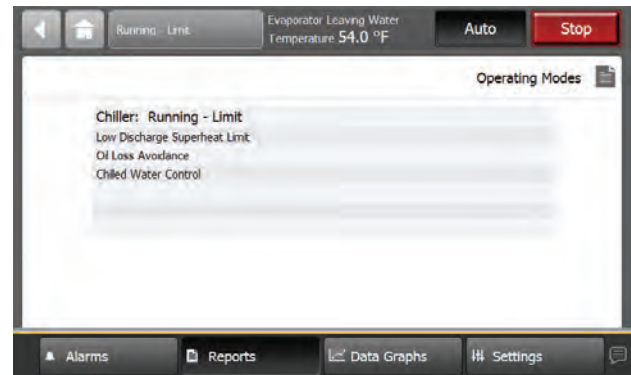 Running - Limit
Evaporator Leaving Water
Temperature 54.0 °F
Auto
Stop
Operating Modes
Chiller: Running - Limit
Low Discharge Superheat Limit
Oil Loss Avoidance
Chilled Water Control
Alarms
Reports
Data Graphs
Settings